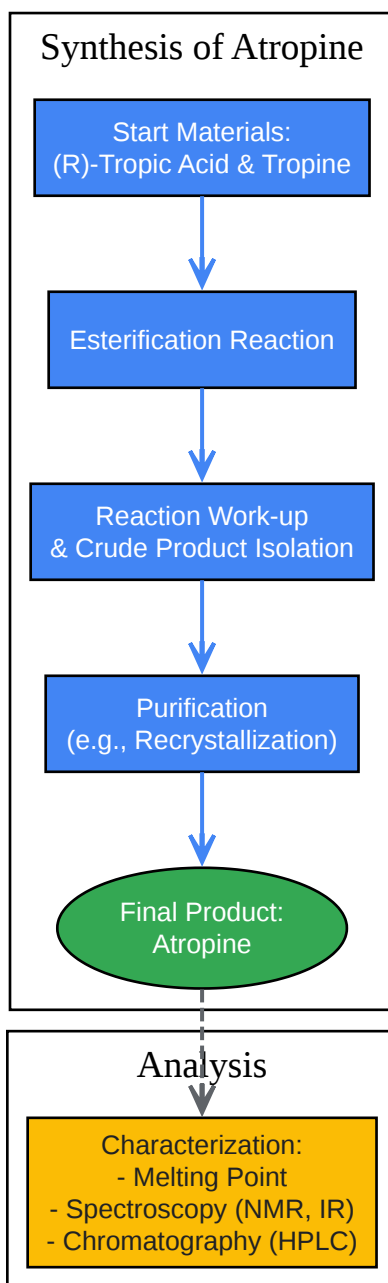 Synthesis of Atropine
Start Materials:
(R)-Tropic Acid & Tropine
Esterification Reaction
Reaction Work-up
& Crude Product Isolation
Purification
(e.g., Recrystallization)
Final Product:
Atropine
Analysis
Characterization:
- Melting Point
- Spectroscopy (NMR, IR)
- Chromatography (HPLC)